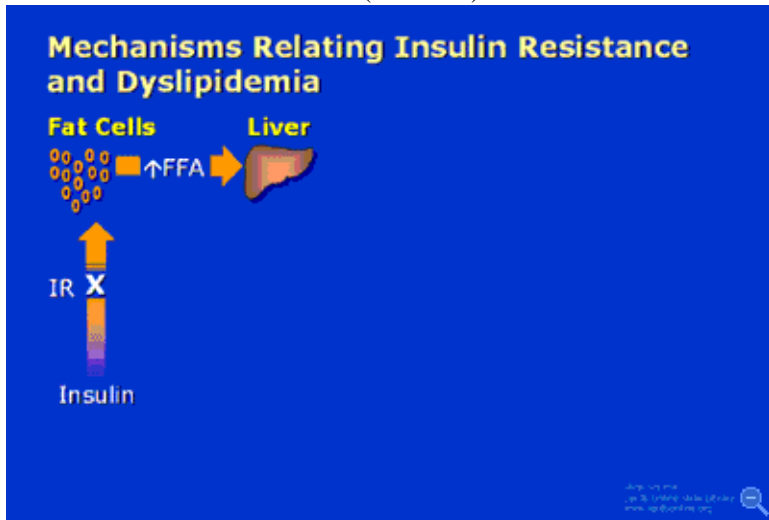 Mechanisms Relating Insulin Resistance
and Dyslipidemia
Fat Cells Liver
↑FFA
IR X
Insulin